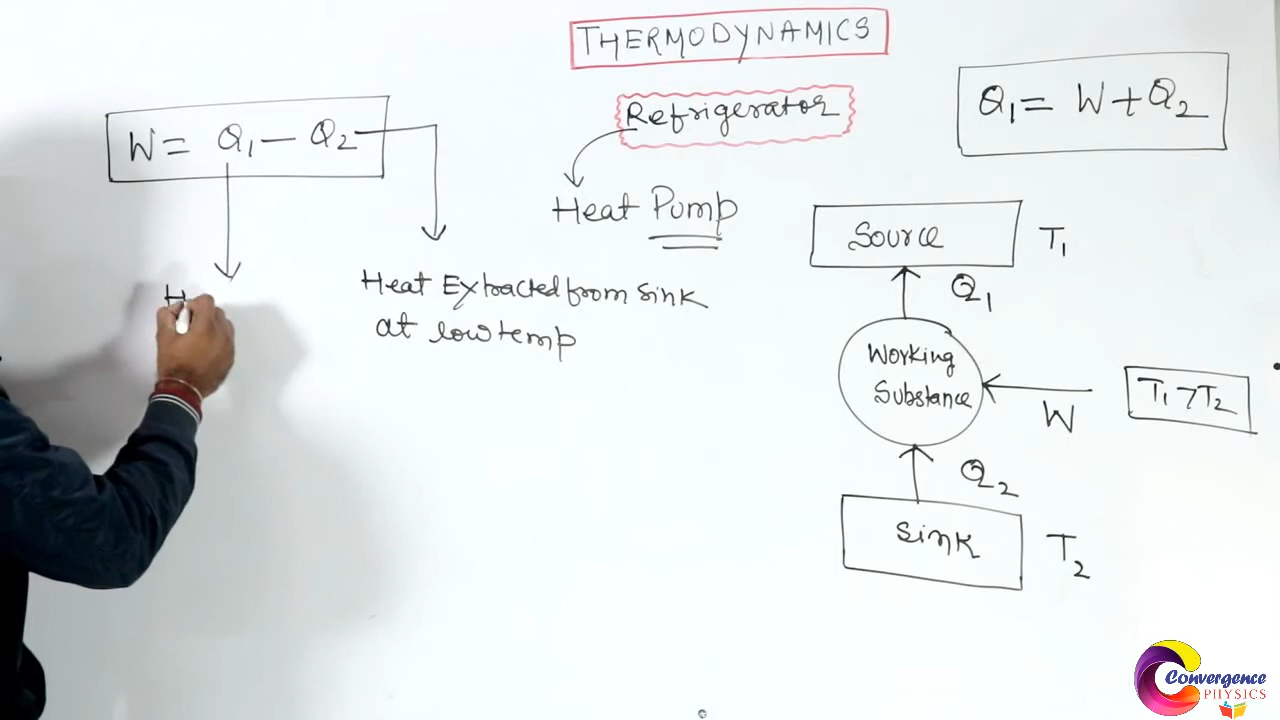 THERMODYNAMICS
Refrigerator
Heat Pump
W = Q₁ − Q₂
Heat Extracted from Sink
at low temp
H
Q₁ = W + Q₂
Source
T₁
Q₁
Working
Substance
W
T₁ > T₂
Q₂
Sink
T₂
Convergence
PHYSICS